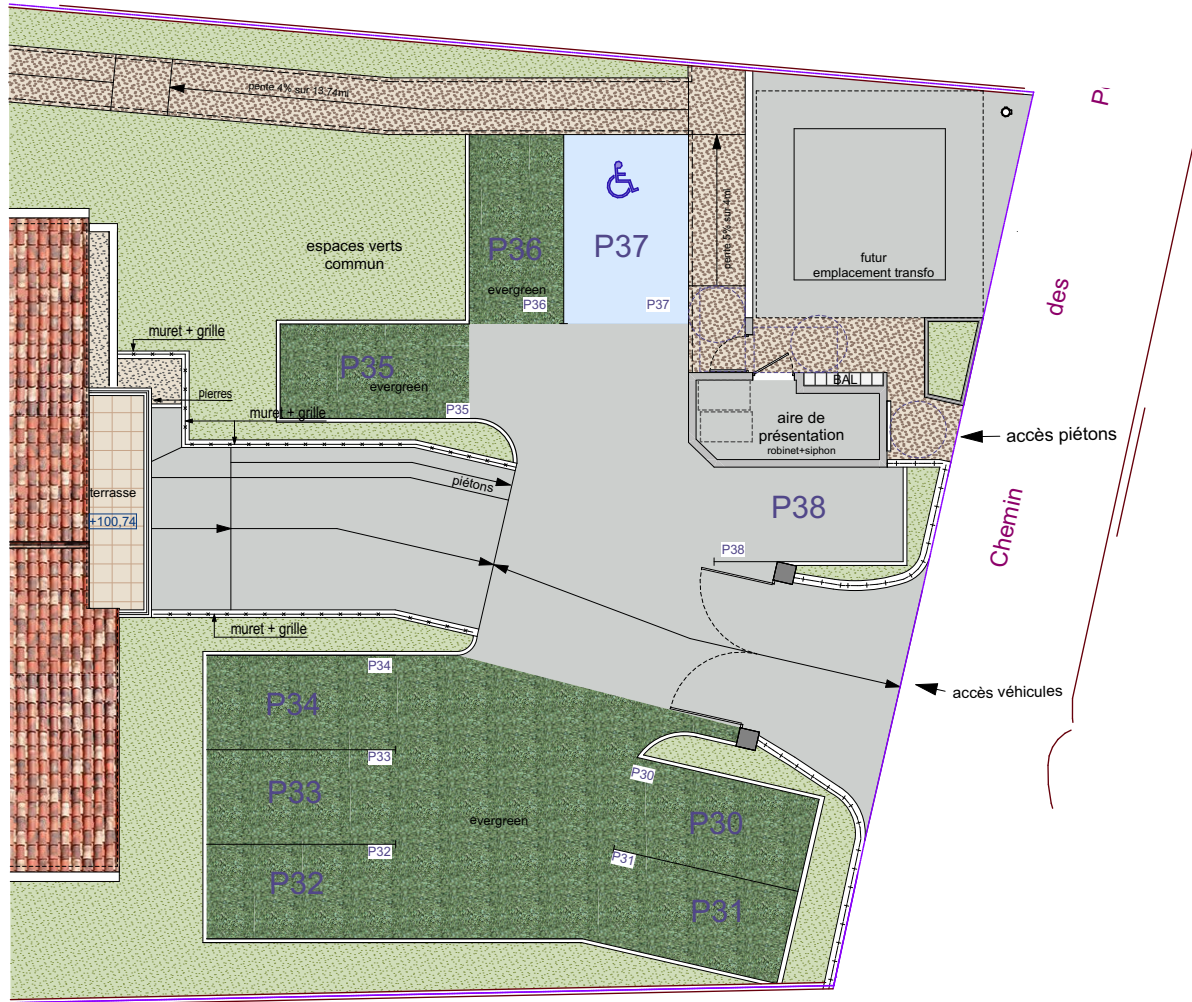 pente 4% sur 13,74ml
des
Chemin
P36
P37
pente 5% sur 4ml
espaces verts
commun
futur
emplacement transfo
evergreen
P36
P37
muret + grille
P35
evergreen
BAL
pierres
P35
muret + grille
aire de
présentation
robinet+siphon
accès piétons
piétons
terrasse
+100,74
P38
P38
muret + grille
P34
accès véhicules
P34
P33
P30
P33
evergreen
P30
P32
P31
P32
P31